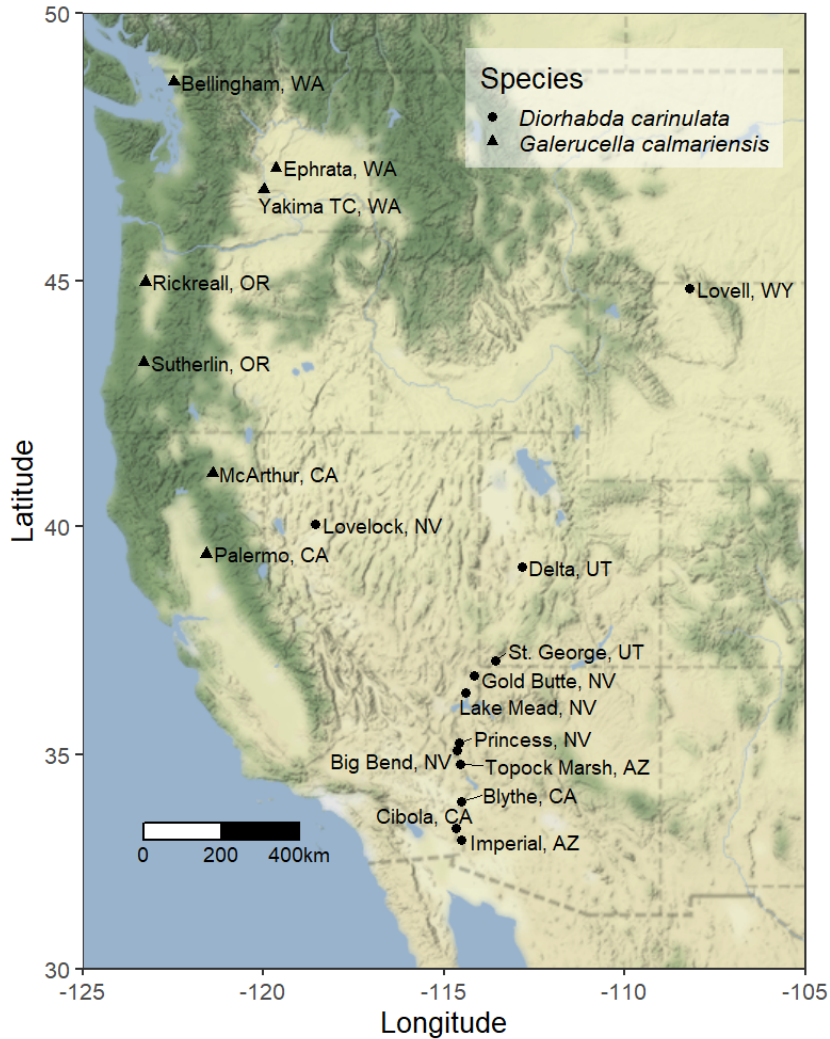 50
Species
Diorhabda carinulata
Galerucella calmariensis
Bellingham, WA
Ephrata, WA
Yakima TC, WA
45
Rickreall, OR
Lovell, WY
Sutherlin, OR
McArthur, CA
Latitude
40
Lovelock, NV
Palermo, CA
Delta, UT
St. George, UT
Gold Butte, NV
Lake Mead, NV
Princess, NV
35
Big Bend, NV
Topock Marsh, AZ
Blythe, CA
Cibola, CA
Imperial, AZ
0 200 400km
30
-125 -120 -115 -110 -105
Longitude